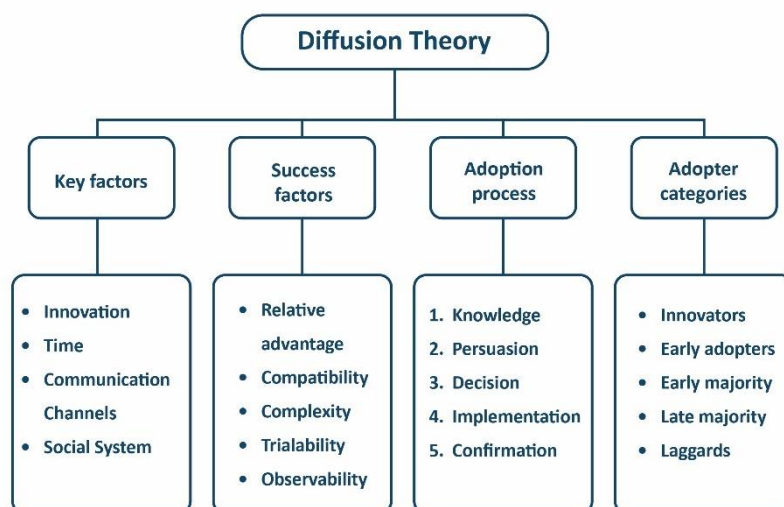 Diffusion Theory
Key factors
Success
factors
Adoption
process
Adopter
categories
• Innovation
• Time
• Communication
Channels
• Social System
• Relative
advantage
• Compatibility
• Complexity
• Trialability
• Observability
1. Knowledge
2. Persuasion
3. Decision
4. Implementation
5. Confirmation
• Innovators
• Early adopters
• Early majority
• Late majority
• Laggards